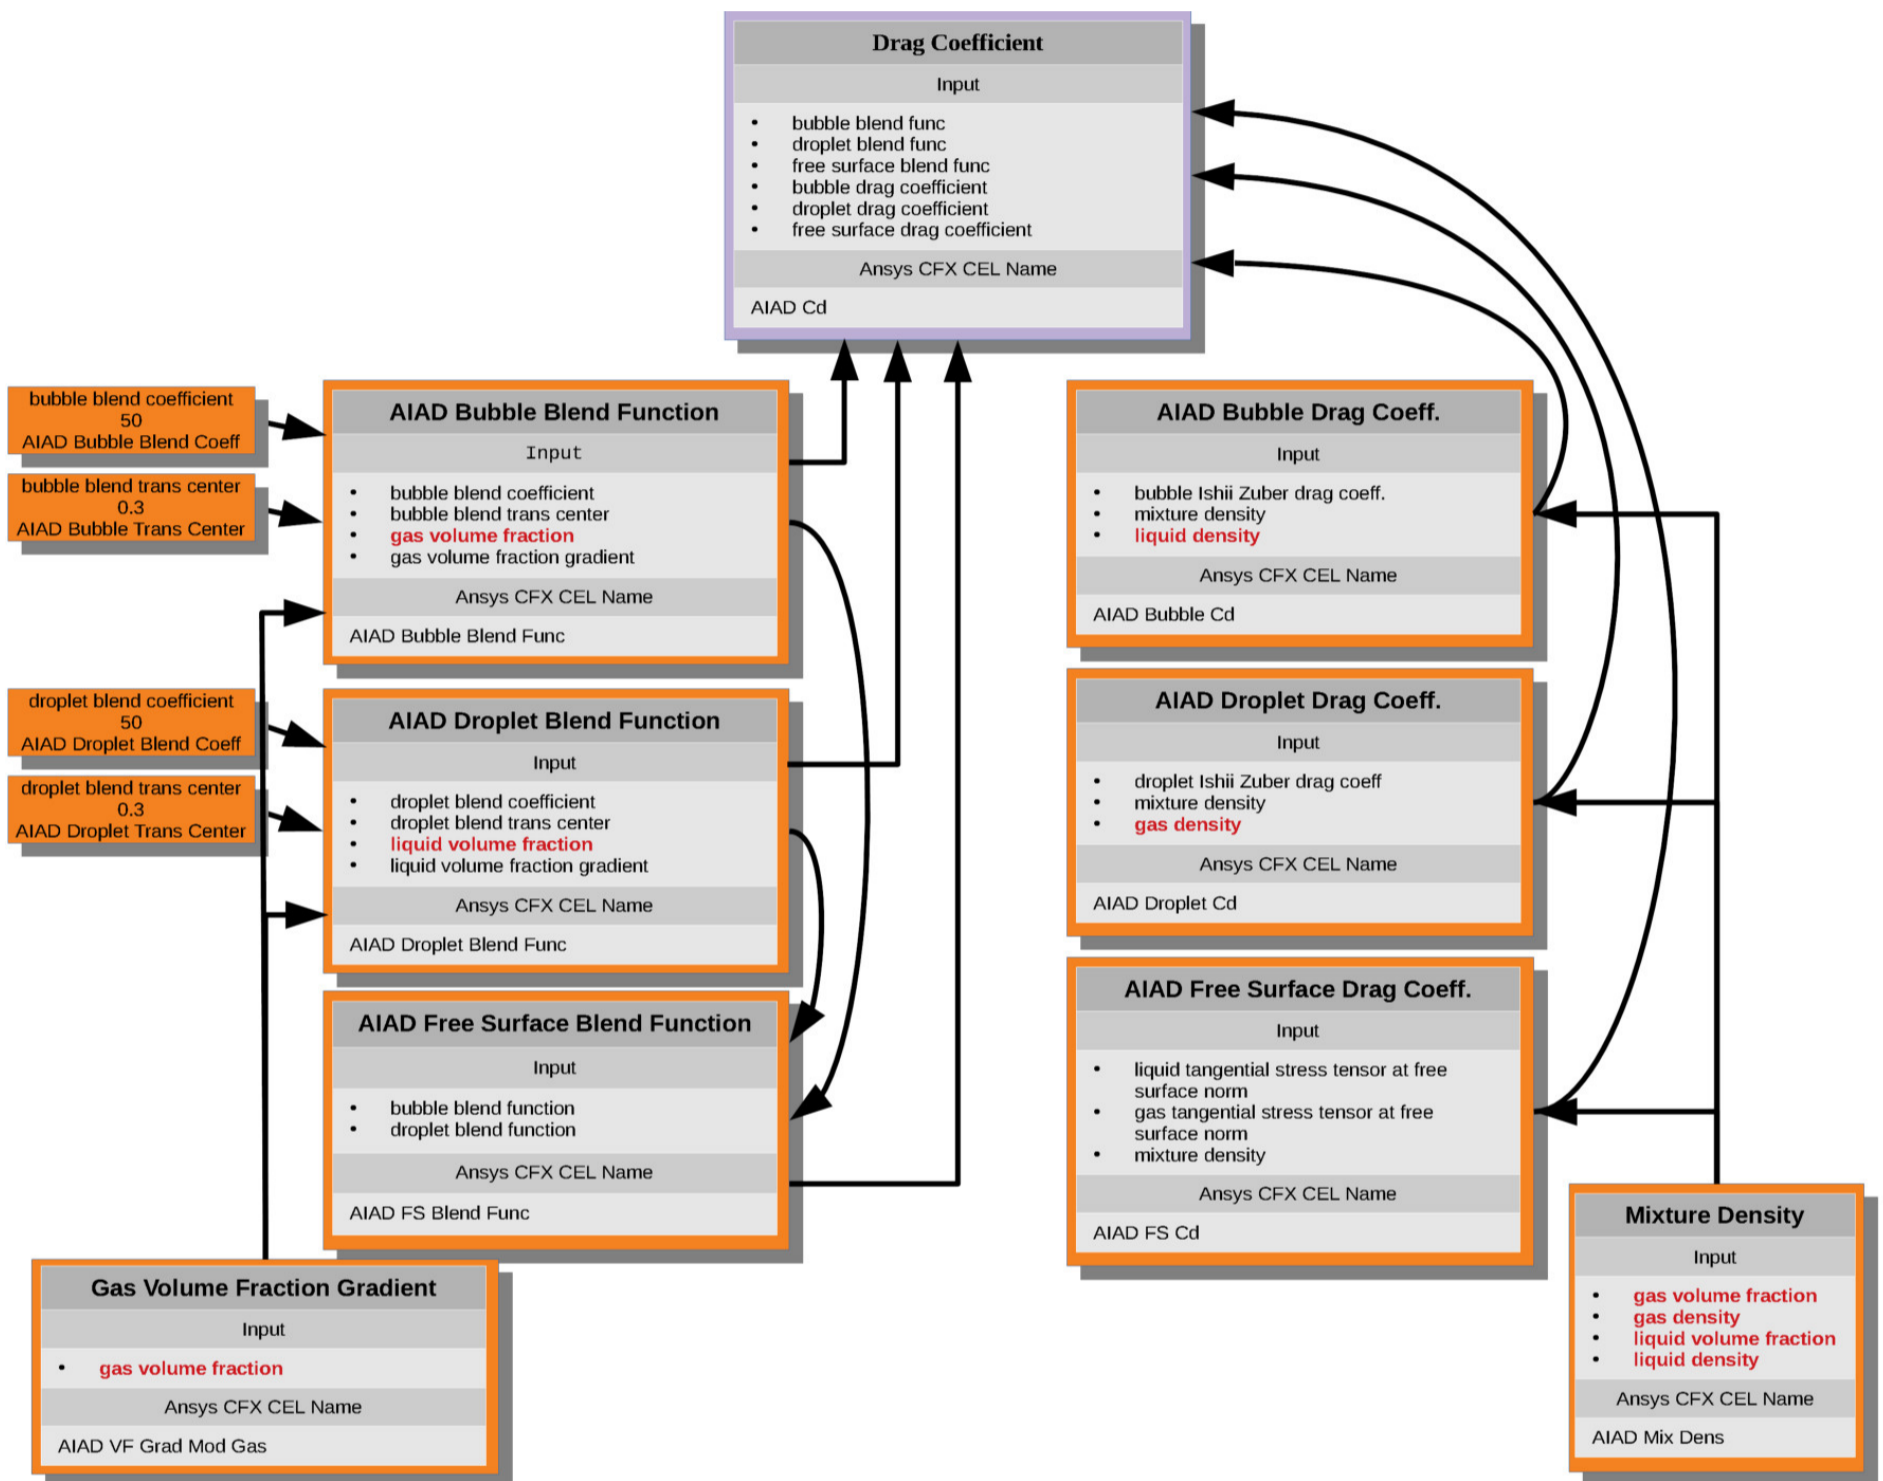 Drag Coefficient
Input
• bubble blend func
• droplet blend func
• free surface blend func
• bubble drag coefficient
• droplet drag coefficient
• free surface drag coefficient
Ansys CFX CEL Name
AIAD Cd
bubble blend coefficient
50
AIAD Bubble Blend Coeff
bubble blend trans center
0.3
AIAD Bubble Trans Center
AIAD Bubble Blend Function
Input
• bubble blend coefficient
• bubble blend trans center
• gas volume fraction
• gas volume fraction gradient
Ansys CFX CEL Name
AIAD Bubble Blend Func
AIAD Bubble Drag Coeff.
Input
• bubble Ishii Zuber drag coeff.
• mixture density
• liquid density
Ansys CFX CEL Name
AIAD Bubble Cd
droplet blend coefficient
50
AIAD Droplet Blend Coeff
droplet blend trans center
0.3
AIAD Droplet Trans Center
AIAD Droplet Blend Function
Input
• droplet blend coefficient
• droplet blend trans center
• liquid volume fraction
• liquid volume fraction gradient
Ansys CFX CEL Name
AIAD Droplet Blend Func
AIAD Droplet Drag Coeff.
Input
• droplet Ishii Zuber drag coeff
• mixture density
• gas density
Ansys CFX CEL Name
AIAD Droplet Cd
AIAD Free Surface Blend Function
Input
• bubble blend function
• droplet blend function
Ansys CFX CEL Name
AIAD FS Blend Func
AIAD Free Surface Drag Coeff.
Input
• liquid tangential stress tensor at free
surface norm
• gas tangential stress tensor at free
surface norm
• mixture density
Ansys CFX CEL Name
AIAD FS Cd
Gas Volume Fraction Gradient
Input
• gas volume fraction
Ansys CFX CEL Name
AIAD VF Grad Mod Gas
Mixture Density
Input
• gas volume fraction
• gas density
• liquid volume fraction
• liquid density
Ansys CFX CEL Name
AIAD Mix Dens